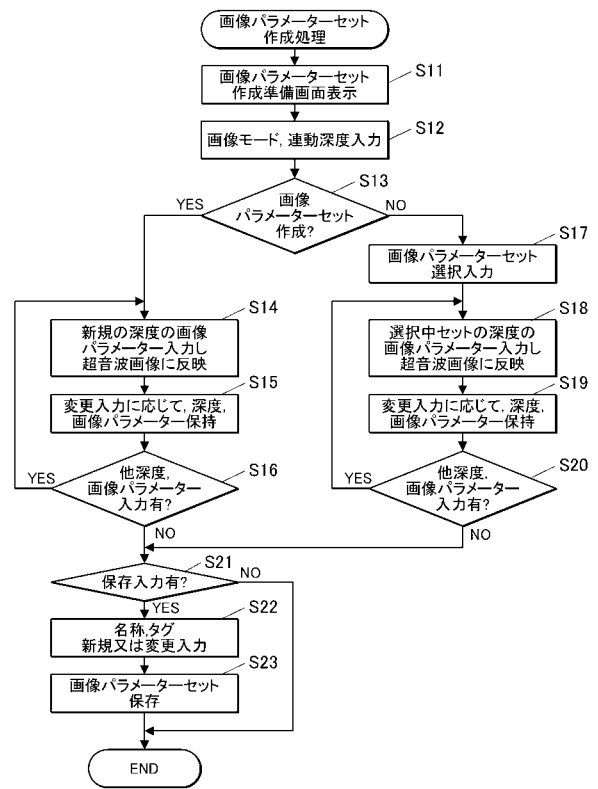 画像パラメーターセット
作成処理
画像パラメーターセット
作成準備画面表示
S11
画像モード, 連動深度入力
S12
画像
パラメーターセット
作成?
S13
YES
NO
画像パラメーターセット
選択入力
S17
新規の深度の画像
パラメーター入力し
超音波画像に反映
S14
選択中セットの深度の
画像パラメーター入力し
超音波画像に反映
S18
変更入力に応じて, 深度,
画像パラメーター保持
S15
変更入力に応じて, 深度,
画像パラメーター保持
S19
他深度,
画像パラメーター
入力有?
S16
YES
NO
他深度,
画像パラメーター
入力有?
S20
YES
NO
保存入力有?
S21
NO
YES
名称,タグ
新規又は変更入力
S22
画像パラメーターセット
保存
S23
END